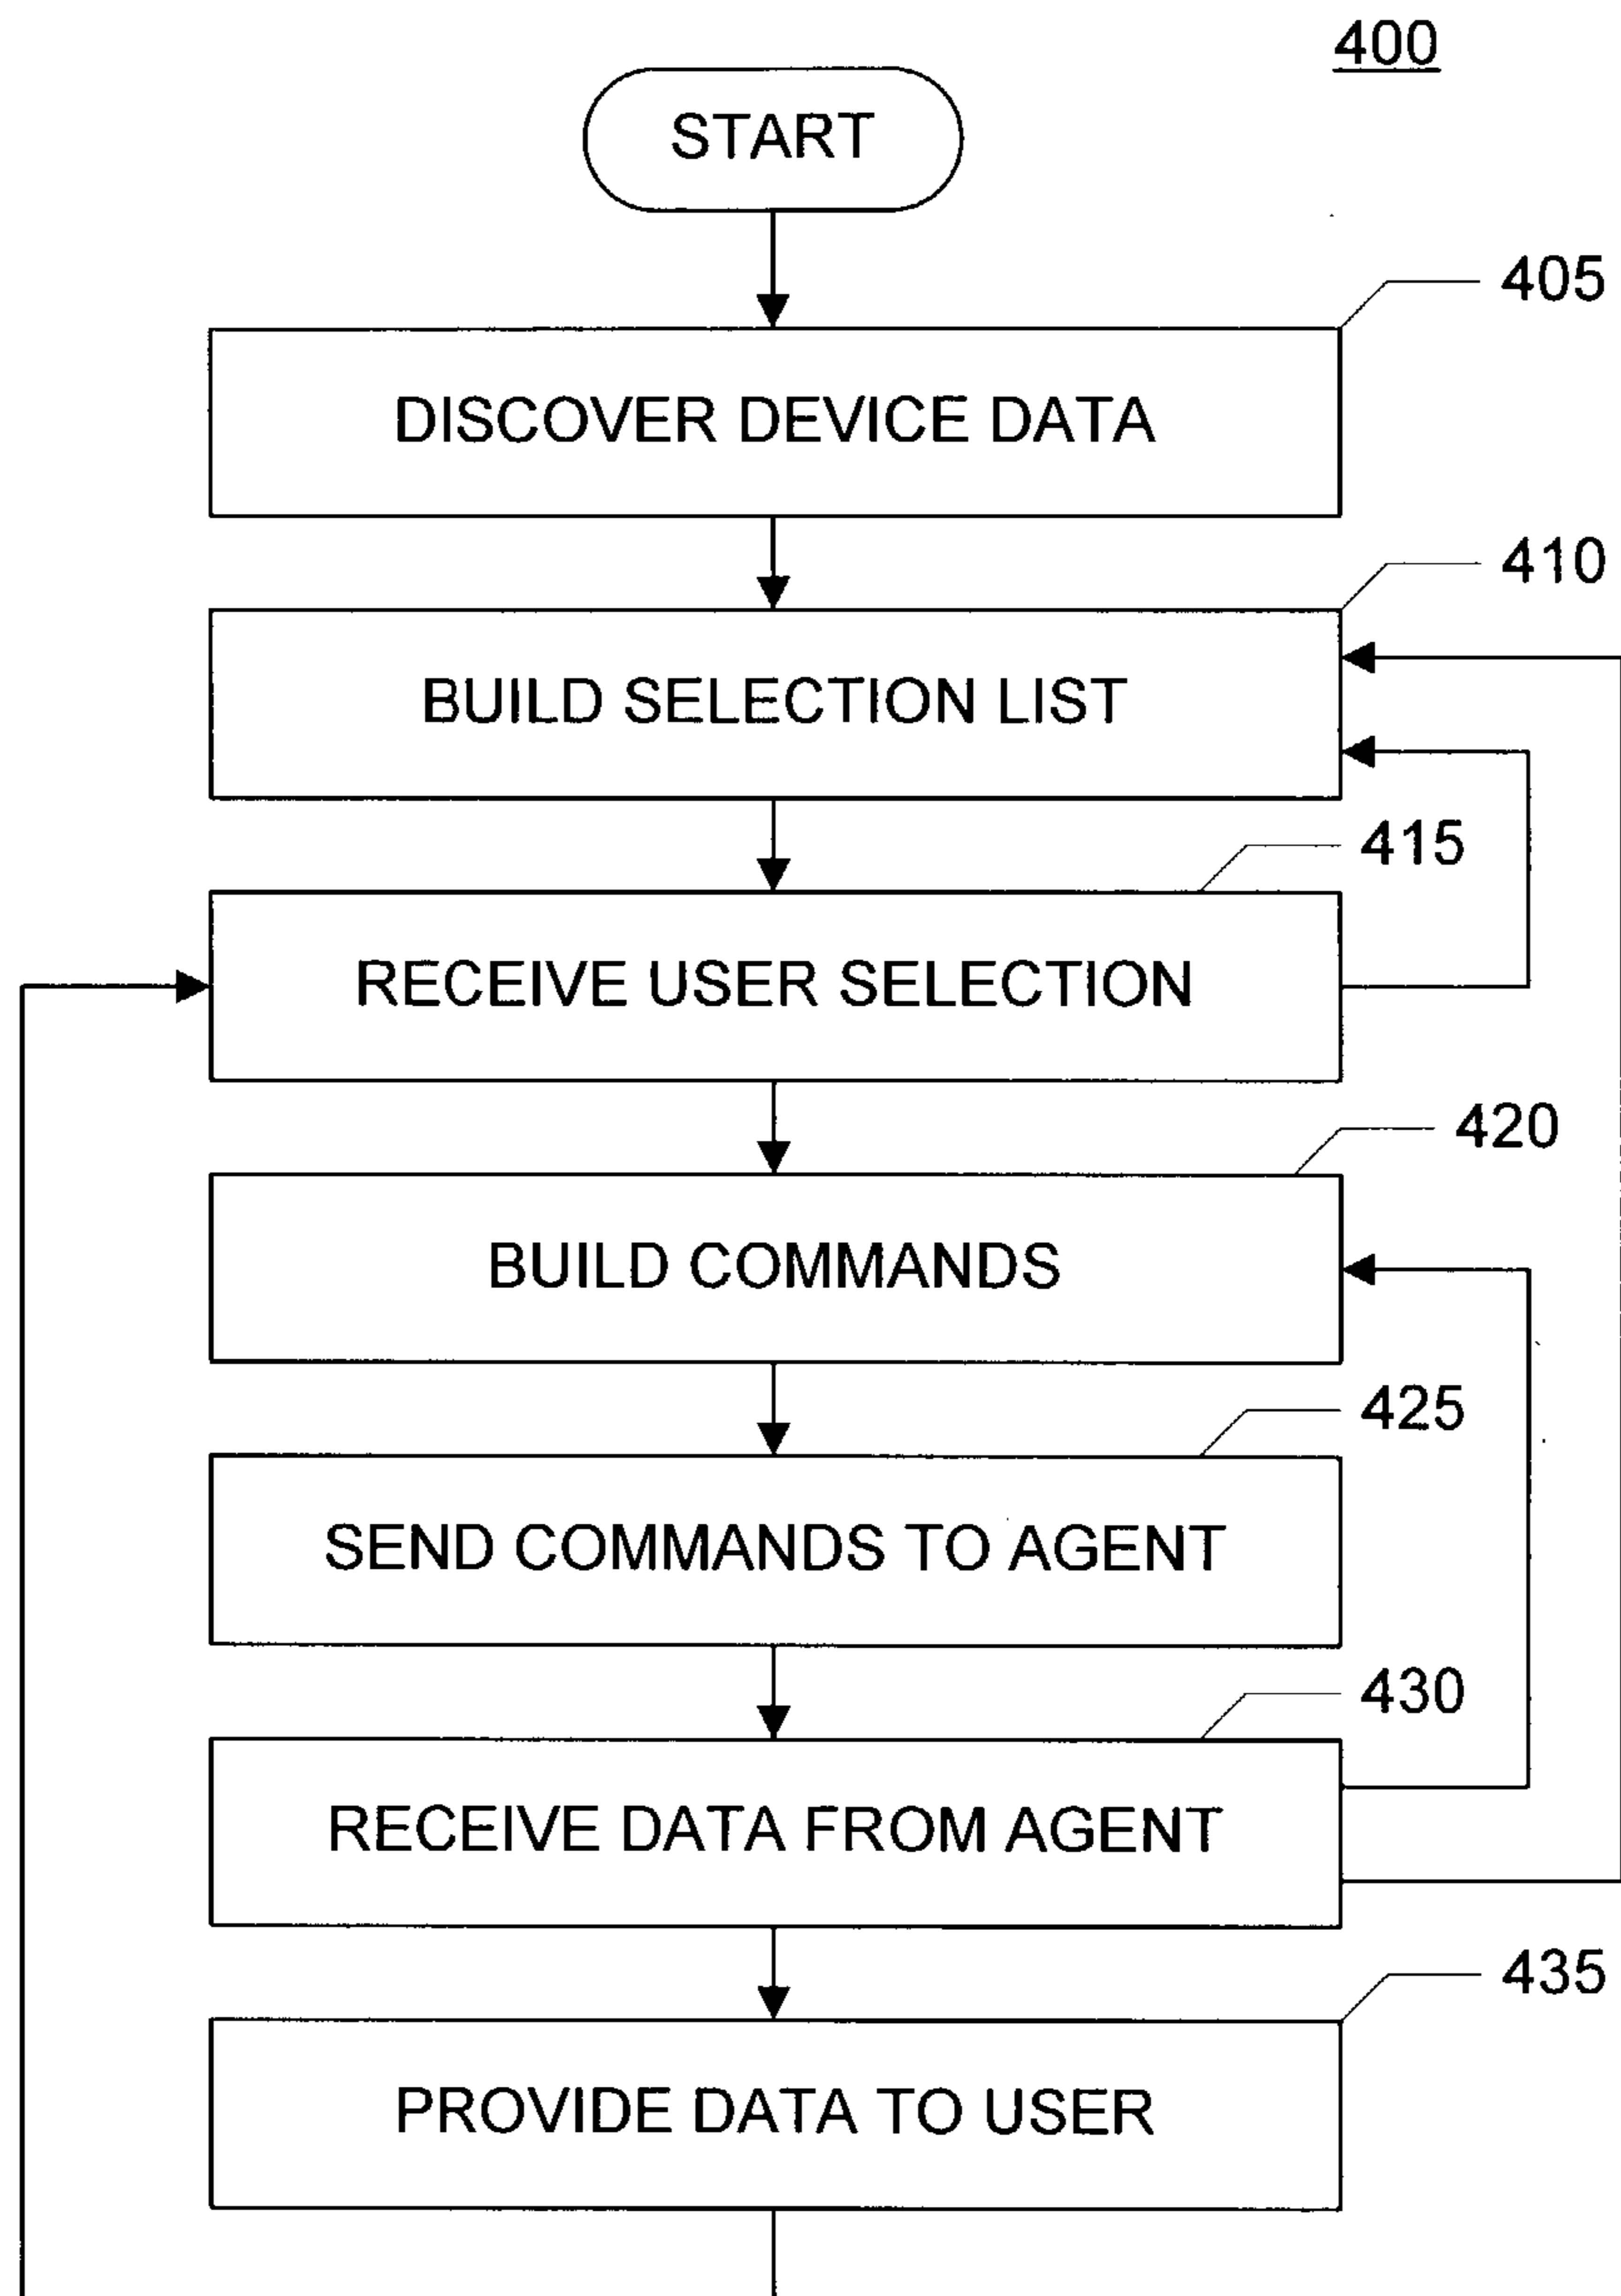 400
START
405
DISCOVER DEVICE DATA
410
BUILD SELECTION LIST
415
RECEIVE USER SELECTION
420
BUILD COMMANDS
425
SEND COMMANDS TO AGENT
430
RECEIVE DATA FROM AGENT
435
PROVIDE DATA TO USER